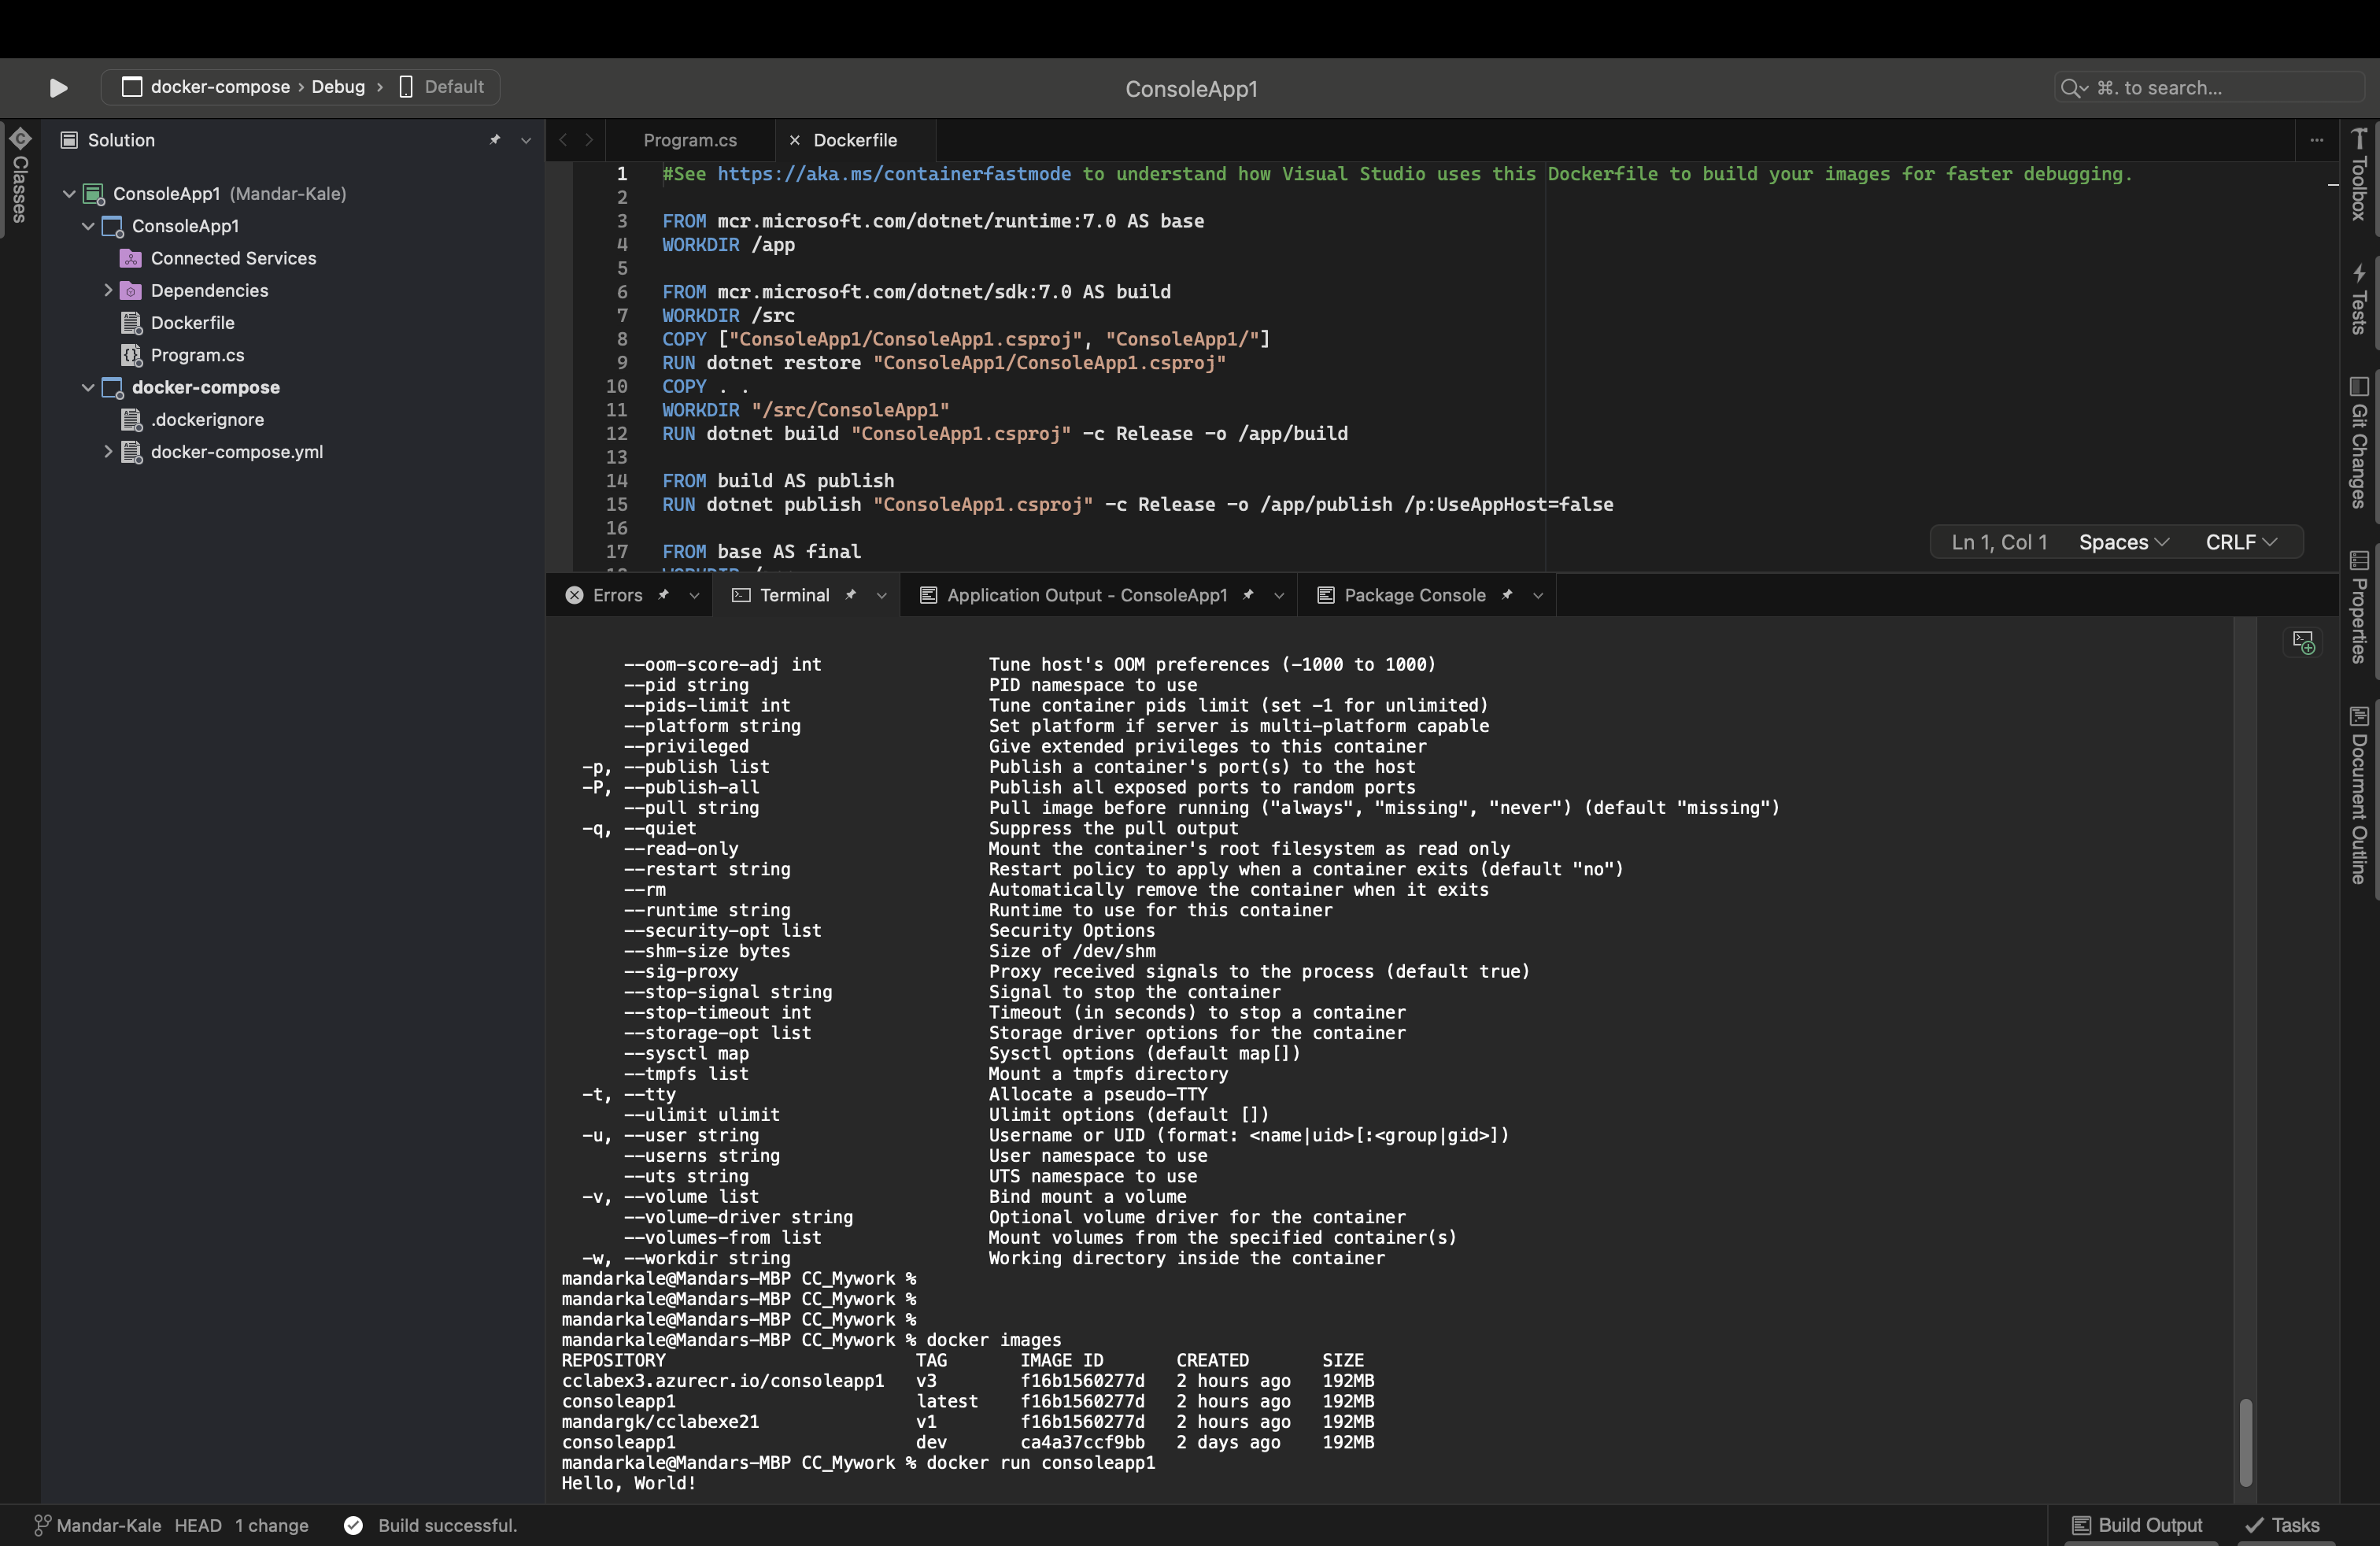 docker-compose › Debug › Default
ConsoleApp1
⌘. to search...
Classes
Solution
ConsoleApp1 (Mandar-Kale)
ConsoleApp1
Connected Services
Dependencies
Dockerfile
Program.cs
docker-compose
.dockerignore
docker-compose.yml
Program.cs
× Dockerfile
1 #See https://aka.ms/containerfastmode to understand how Visual Studio uses this Dockerfile to build your images for faster debugging.
2
3 FROM mcr.microsoft.com/dotnet/runtime:7.0 AS base
4 WORKDIR /app
5
6 FROM mcr.microsoft.com/dotnet/sdk:7.0 AS build
7 WORKDIR /src
8 COPY ["ConsoleApp1/ConsoleApp1.csproj", "ConsoleApp1/"]
9 RUN dotnet restore "ConsoleApp1/ConsoleApp1.csproj"
10 COPY . .
11 WORKDIR "/src/ConsoleApp1"
12 RUN dotnet build "ConsoleApp1.csproj" -c Release -o /app/build
13
14 FROM build AS publish
15 RUN dotnet publish "ConsoleApp1.csproj" -c Release -o /app/publish /p:UseAppHost=false
16
17 FROM base AS final
Ln 1, Col 1 Spaces CRLF
Toolbox
Tests
Git Changes
Properties
Document Outline
Errors
Terminal
Application Output - ConsoleApp1
Package Console
--oom-score-adj int Tune host's OOM preferences (-1000 to 1000)
--pid string PID namespace to use
--pids-limit int Tune container pids limit (set -1 for unlimited)
--platform string Set platform if server is multi-platform capable
--privileged Give extended privileges to this container
-p, --publish list Publish a container's port(s) to the host
-P, --publish-all Publish all exposed ports to random ports
--pull string Pull image before running ("always", "missing", "never") (default "missing")
-q, --quiet Suppress the pull output
--read-only Mount the container's root filesystem as read only
--restart string Restart policy to apply when a container exits (default "no")
--rm Automatically remove the container when it exits
--runtime string Runtime to use for this container
--security-opt list Security Options
--shm-size bytes Size of /dev/shm
--sig-proxy Proxy received signals to the process (default true)
--stop-signal string Signal to stop the container
--stop-timeout int Timeout (in seconds) to stop a container
--storage-opt list Storage driver options for the container
--sysctl map Sysctl options (default map[])
--tmpfs list Mount a tmpfs directory
-t, --tty Allocate a pseudo-TTY
--ulimit ulimit Ulimit options (default [])
-u, --user string Username or UID (format: <name|uid>[:<group|gid>])
--userns string User namespace to use
--uts string UTS namespace to use
-v, --volume list Bind mount a volume
--volume-driver string Optional volume driver for the container
--volumes-from list Mount volumes from the specified container(s)
-w, --workdir string Working directory inside the container
mandarkale@Mandars-MBP CC_Mywork %
mandarkale@Mandars-MBP CC_Mywork %
mandarkale@Mandars-MBP CC_Mywork %
mandarkale@Mandars-MBP CC_Mywork % docker images
REPOSITORY TAG IMAGE ID CREATED SIZE
cclabex3.azurecr.io/consoleapp1 v3 f16b1560277d 2 hours ago 192MB
consoleapp1 latest f16b1560277d 2 hours ago 192MB
mandargk/cclabexe21 v1 f16b1560277d 2 hours ago 192MB
consoleapp1 dev ca4a37ccf9bb 2 days ago 192MB
mandarkale@Mandars-MBP CC_Mywork % docker run consoleapp1
Hello, World!
Mandar-Kale HEAD 1 change
Build successful.
Build Output
Tasks